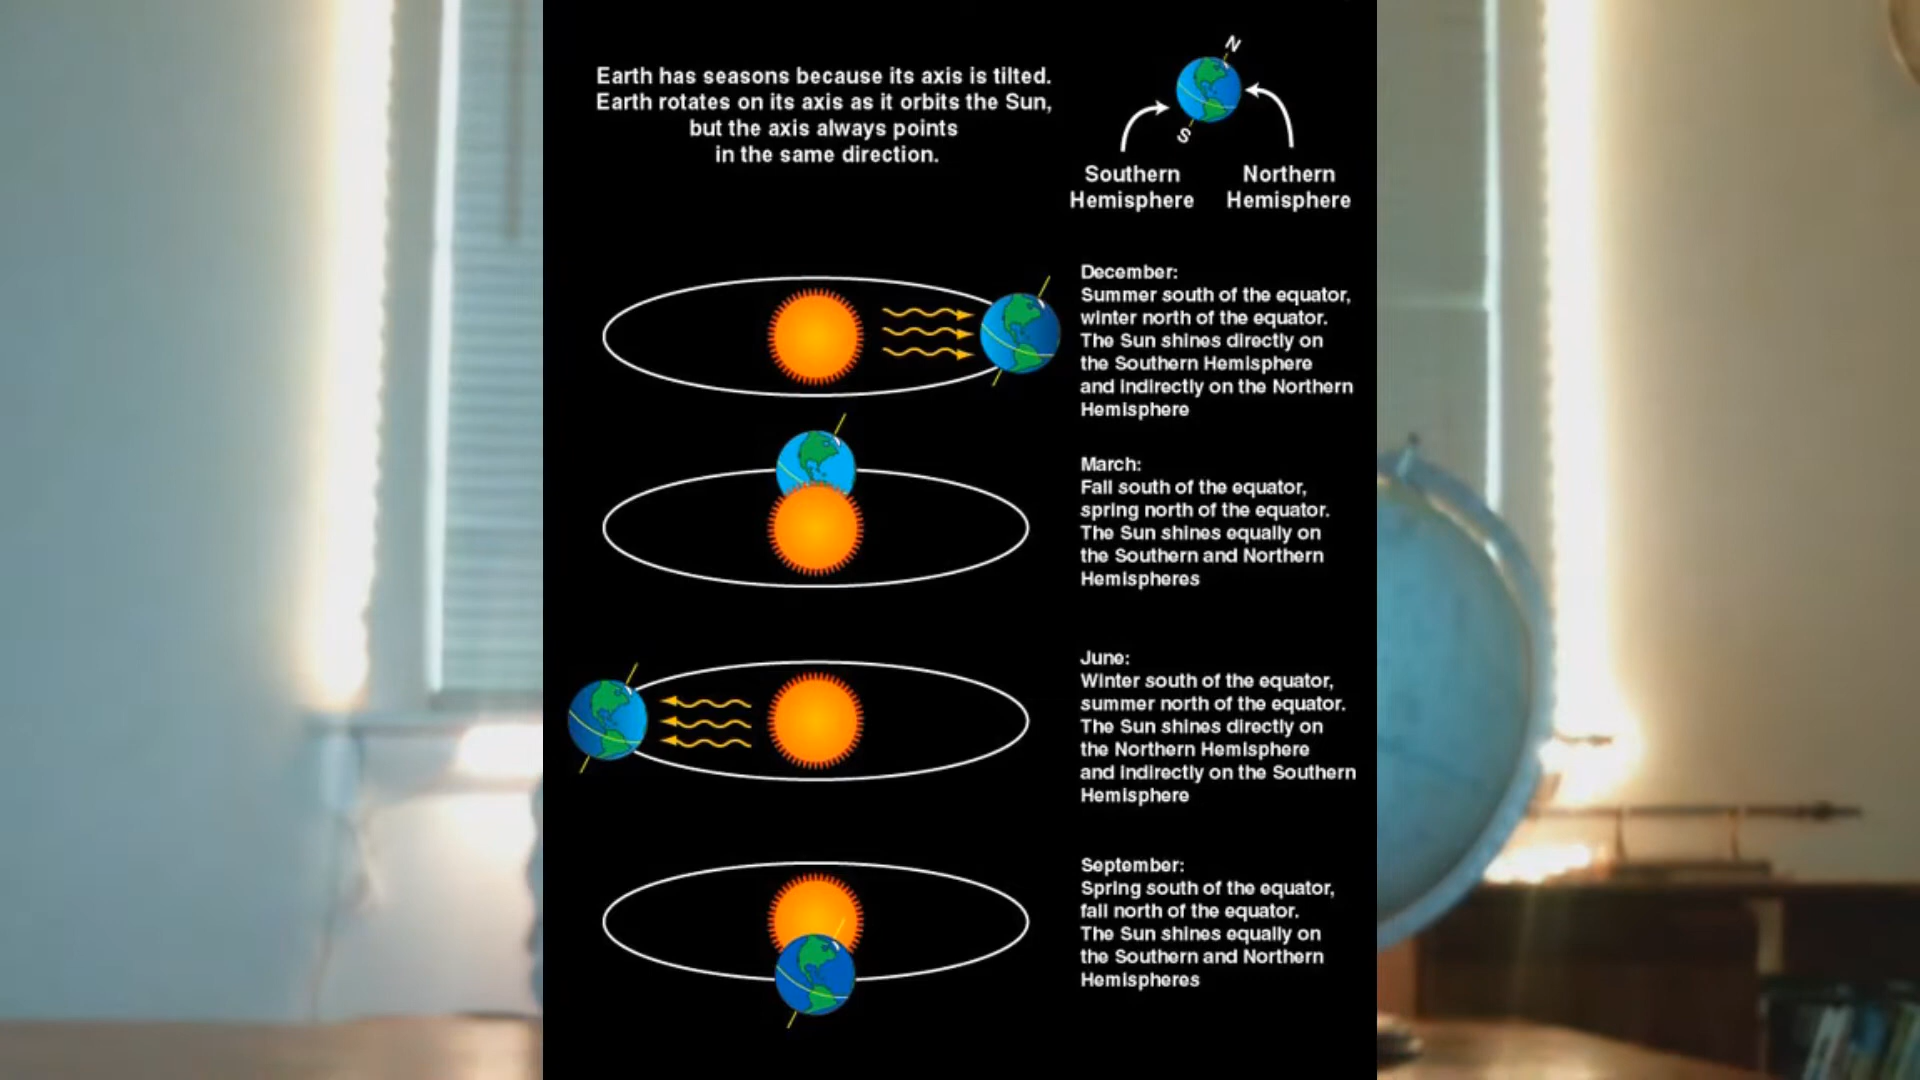 Earth has seasons because its axis is tilted.
Earth rotates on its axis as it orbits the Sun,
but the axis always points
in the same direction.
N
S
Southern
Hemisphere
Northern
Hemisphere
December:
Summer south of the equator,
winter north of the equator.
The Sun shines directly on
the Southern Hemisphere
and indirectly on the Northern
Hemisphere
March:
Fall south of the equator,
spring north of the equator.
The Sun shines equally on
the Southern and Northern
Hemispheres
June:
Winter south of the equator,
summer north of the equator.
The Sun shines directly on
the Northern Hemisphere
and indirectly on the Southern
Hemisphere
September:
Spring south of the equator,
fall north of the equator.
The Sun shines equally on
the Southern and Northern
Hemispheres